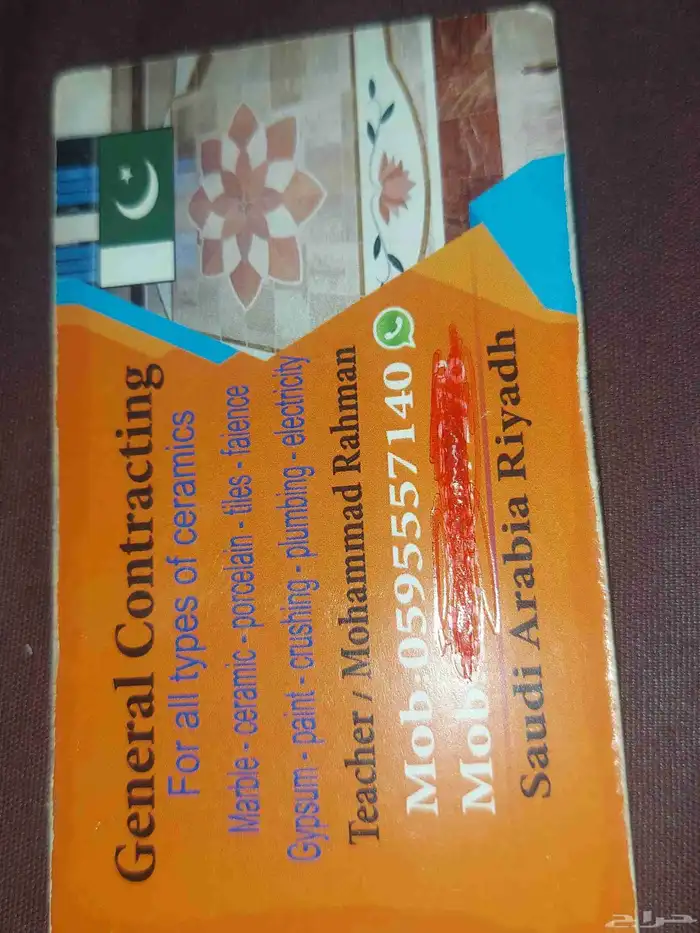 General Contracting
For all types of ceramics
Marble - ceramic - porcelain - tiles - faience
Gypsum - paint - crushing - plumbing - electricity
Teacher / Mohammad Rahman
Mob-0595557140
Mob
Saudi Arabia Riyadh
حراج